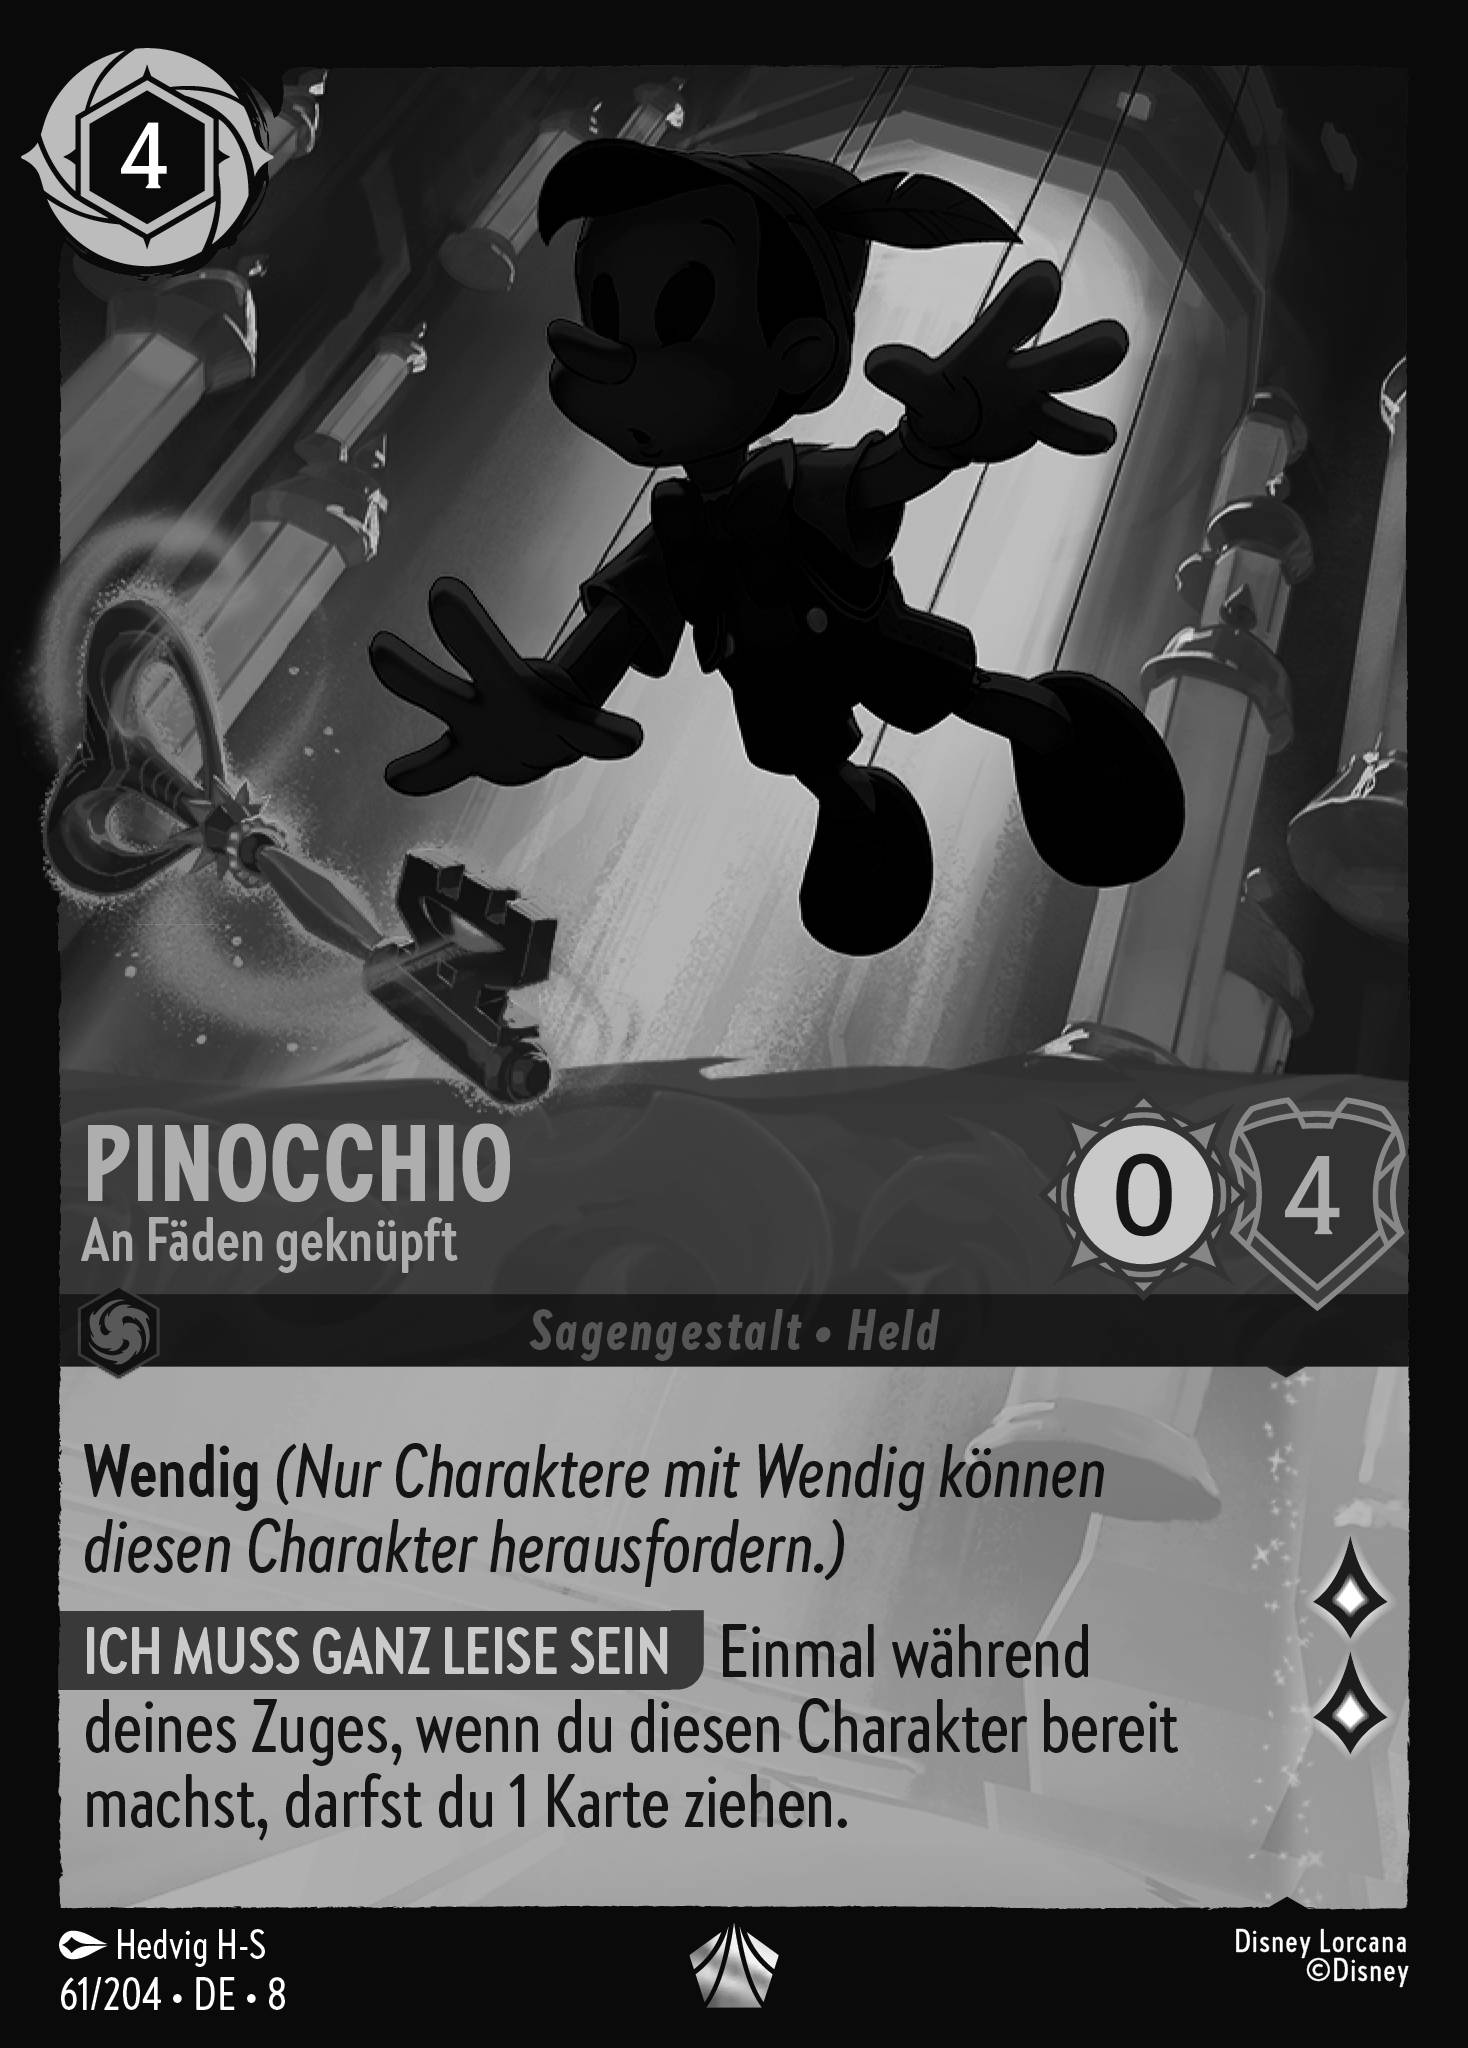 4
PINOCCHIO
An Fäden geknüpft
0 4
Sagengestalt • Held
Wendig (Nur Charaktere mit Wendig können
diesen Charakter herausfordern.)
ICH MUSS GANZ LEISE SEIN Einmal während
deines Zuges, wenn du diesen Charakter bereit
machst, darfst du 1 Karte ziehen.
Hedvig H-S
61/204 • DE • 8
Disney Lorcana
©Disney